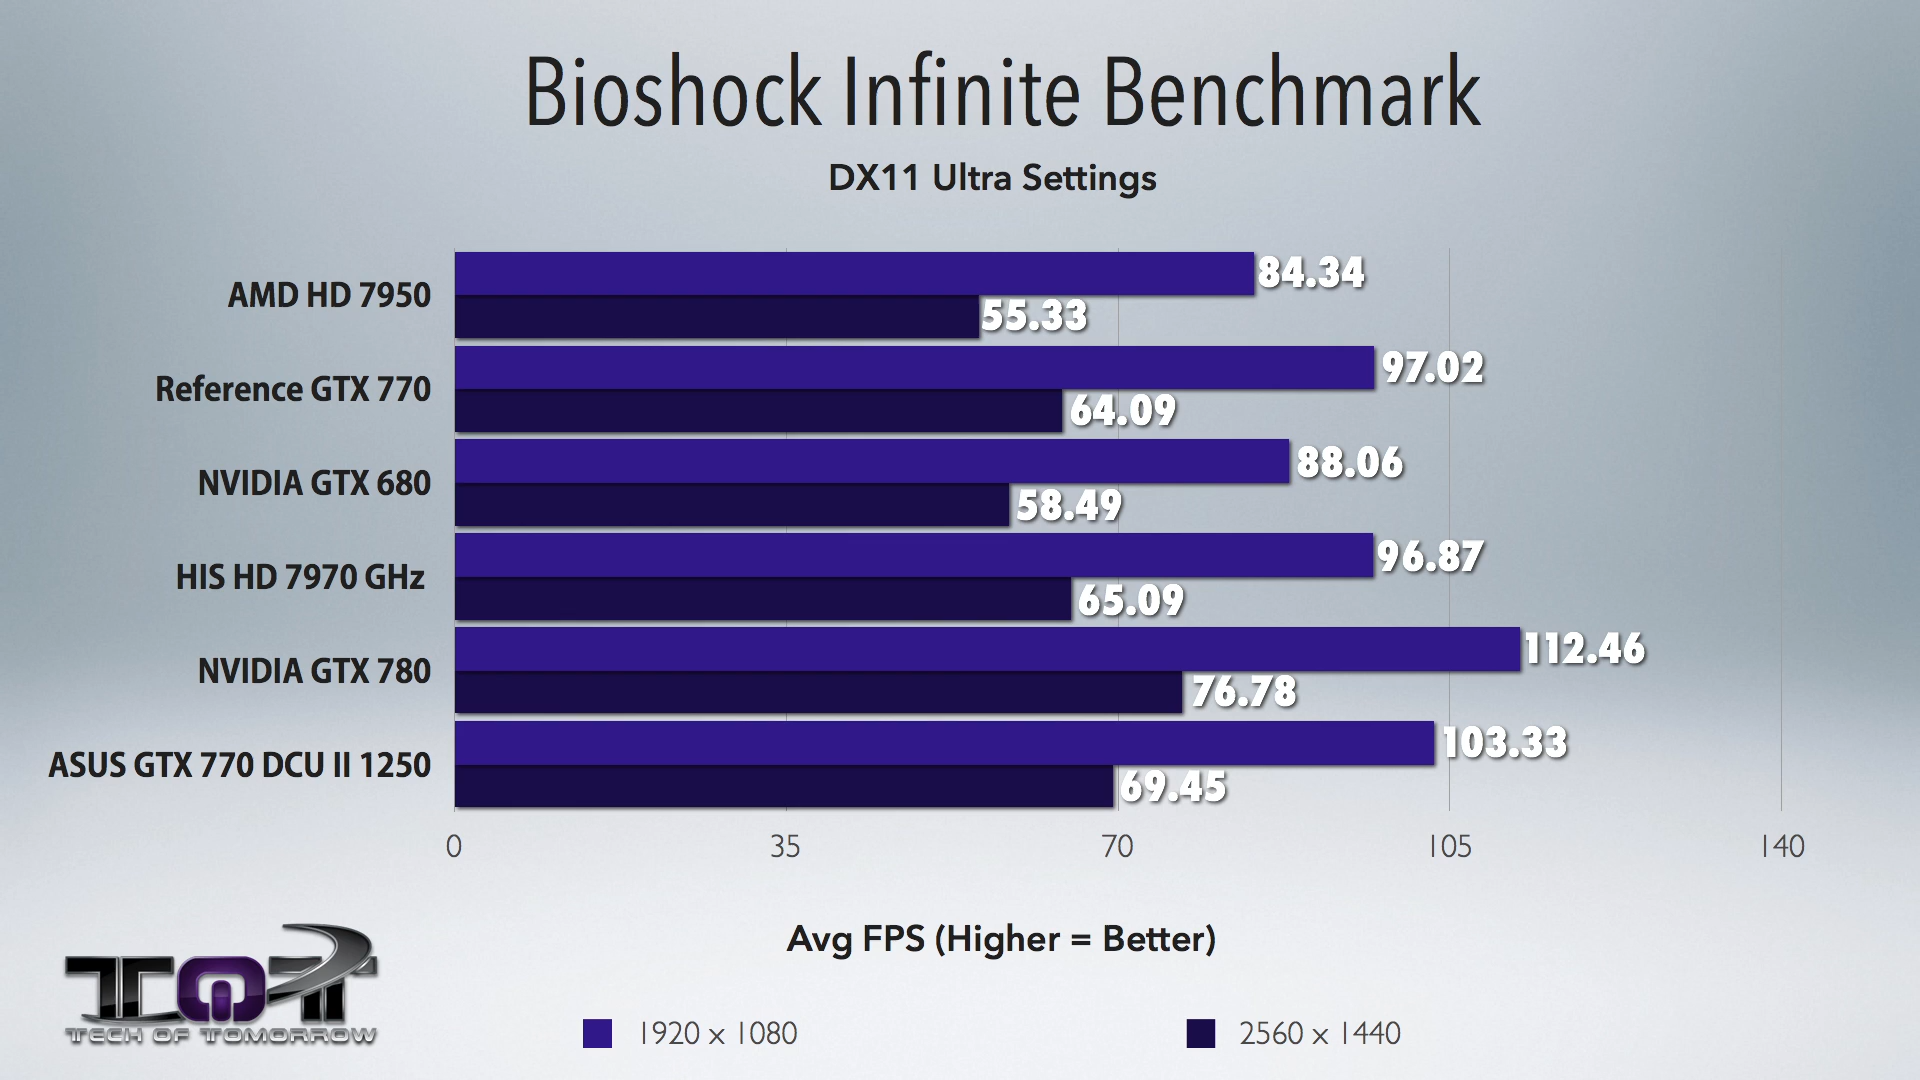 Bioshock Infinite Benchmark
DX11 Ultra Settings
AMD HD 7950
84.34
55.33
Reference GTX 770
97.02
64.09
NVIDIA GTX 680
88.06
58.49
HIS HD 7970 GHz
96.87
65.09
NVIDIA GTX 780
112.46
76.78
ASUS GTX 770 DCU II 1250
103.33
69.45
0 35 70 105 140
Avg FPS (Higher = Better)
TOT
TECH OF TOMORROW
1920 x 1080
2560 x 1440